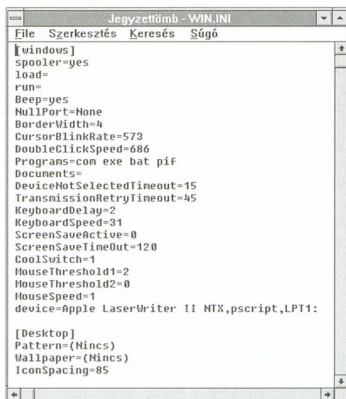 Jegyzettömb - WIN.INI
File Szerkesztés Keresés Súgó
[windows]
spooler=yes
load=
run=
Beep=yes
NullPort=None
BorderWidth=4
CursorBlinkRate=573
DoubleClickSpeed=686
Programs=com exe bat pif
Documents=
DeviceNotSelectedTimeout=15
TransmissionRetryTimeout=45
KeyboardDelay=2
KeyboardSpeed=31
ScreenSaveActive=0
ScreenSaveTimeOut=120
CoolSwitch=1
MouseThreshold1=2
MouseThreshold2=0
MouseSpeed=1
device=Apple LaserWriter II NTX,pscript,LPT1:
[Desktop]
Pattern=(Nincs)
Wallpaper=(Nincs)
IconSpacing=85